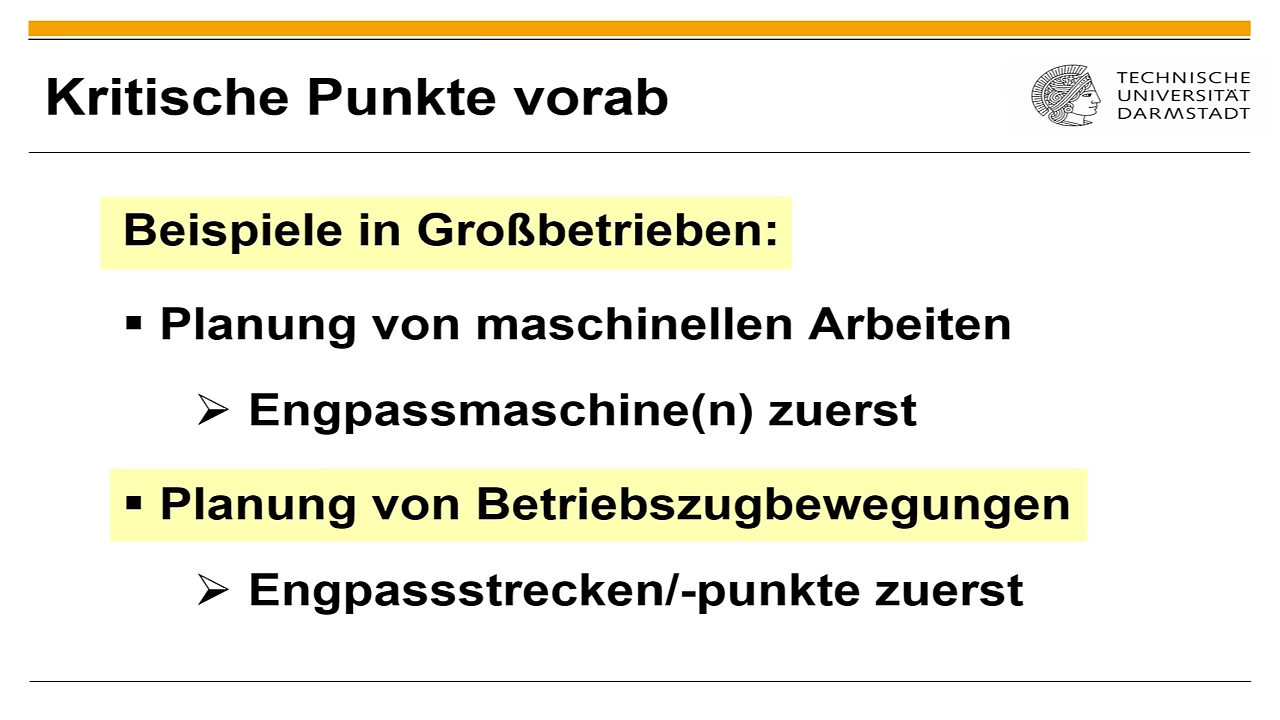 Kritische Punkte vorab
TECHNISCHE
UNIVERSITÄT
DARMSTADT
Beispiele in Großbetrieben:
▪ Planung von maschinellen Arbeiten
➢ Engpassmaschine(n) zuerst
▪ Planung von Betriebszugbewegungen
➢ Engpassstrecken/-punkte zuerst